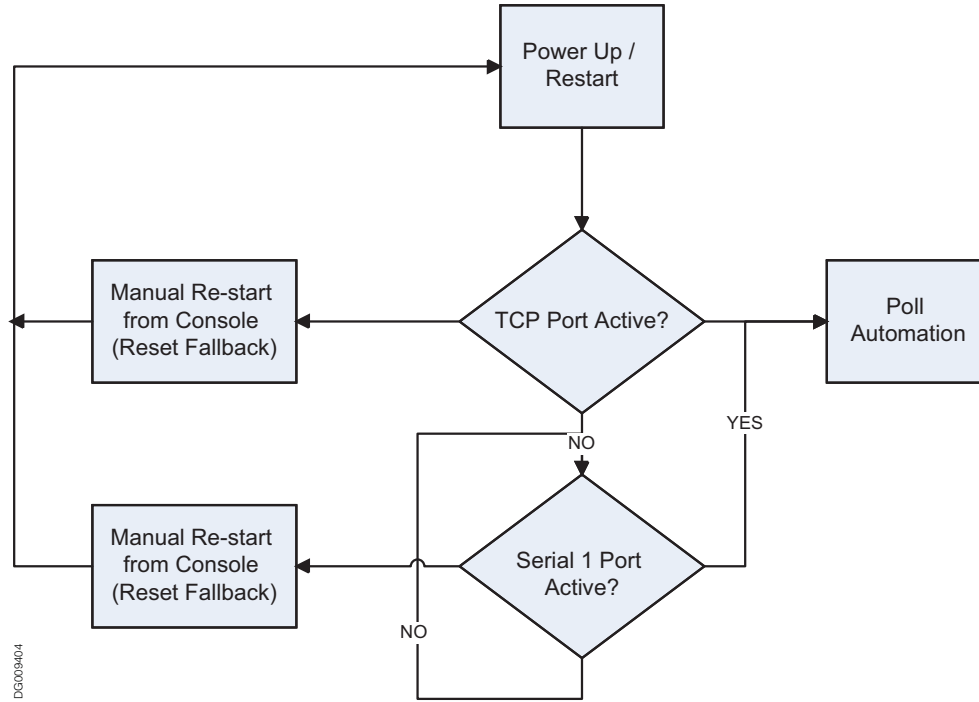 Power Up /
Restart
Manual Re-start
from Console
(Reset Fallback)
TCP Port Active?
Poll
Automation
YES
NO
Manual Re-start
from Console
(Reset Fallback)
Serial 1 Port
Active?
NO
DG009404